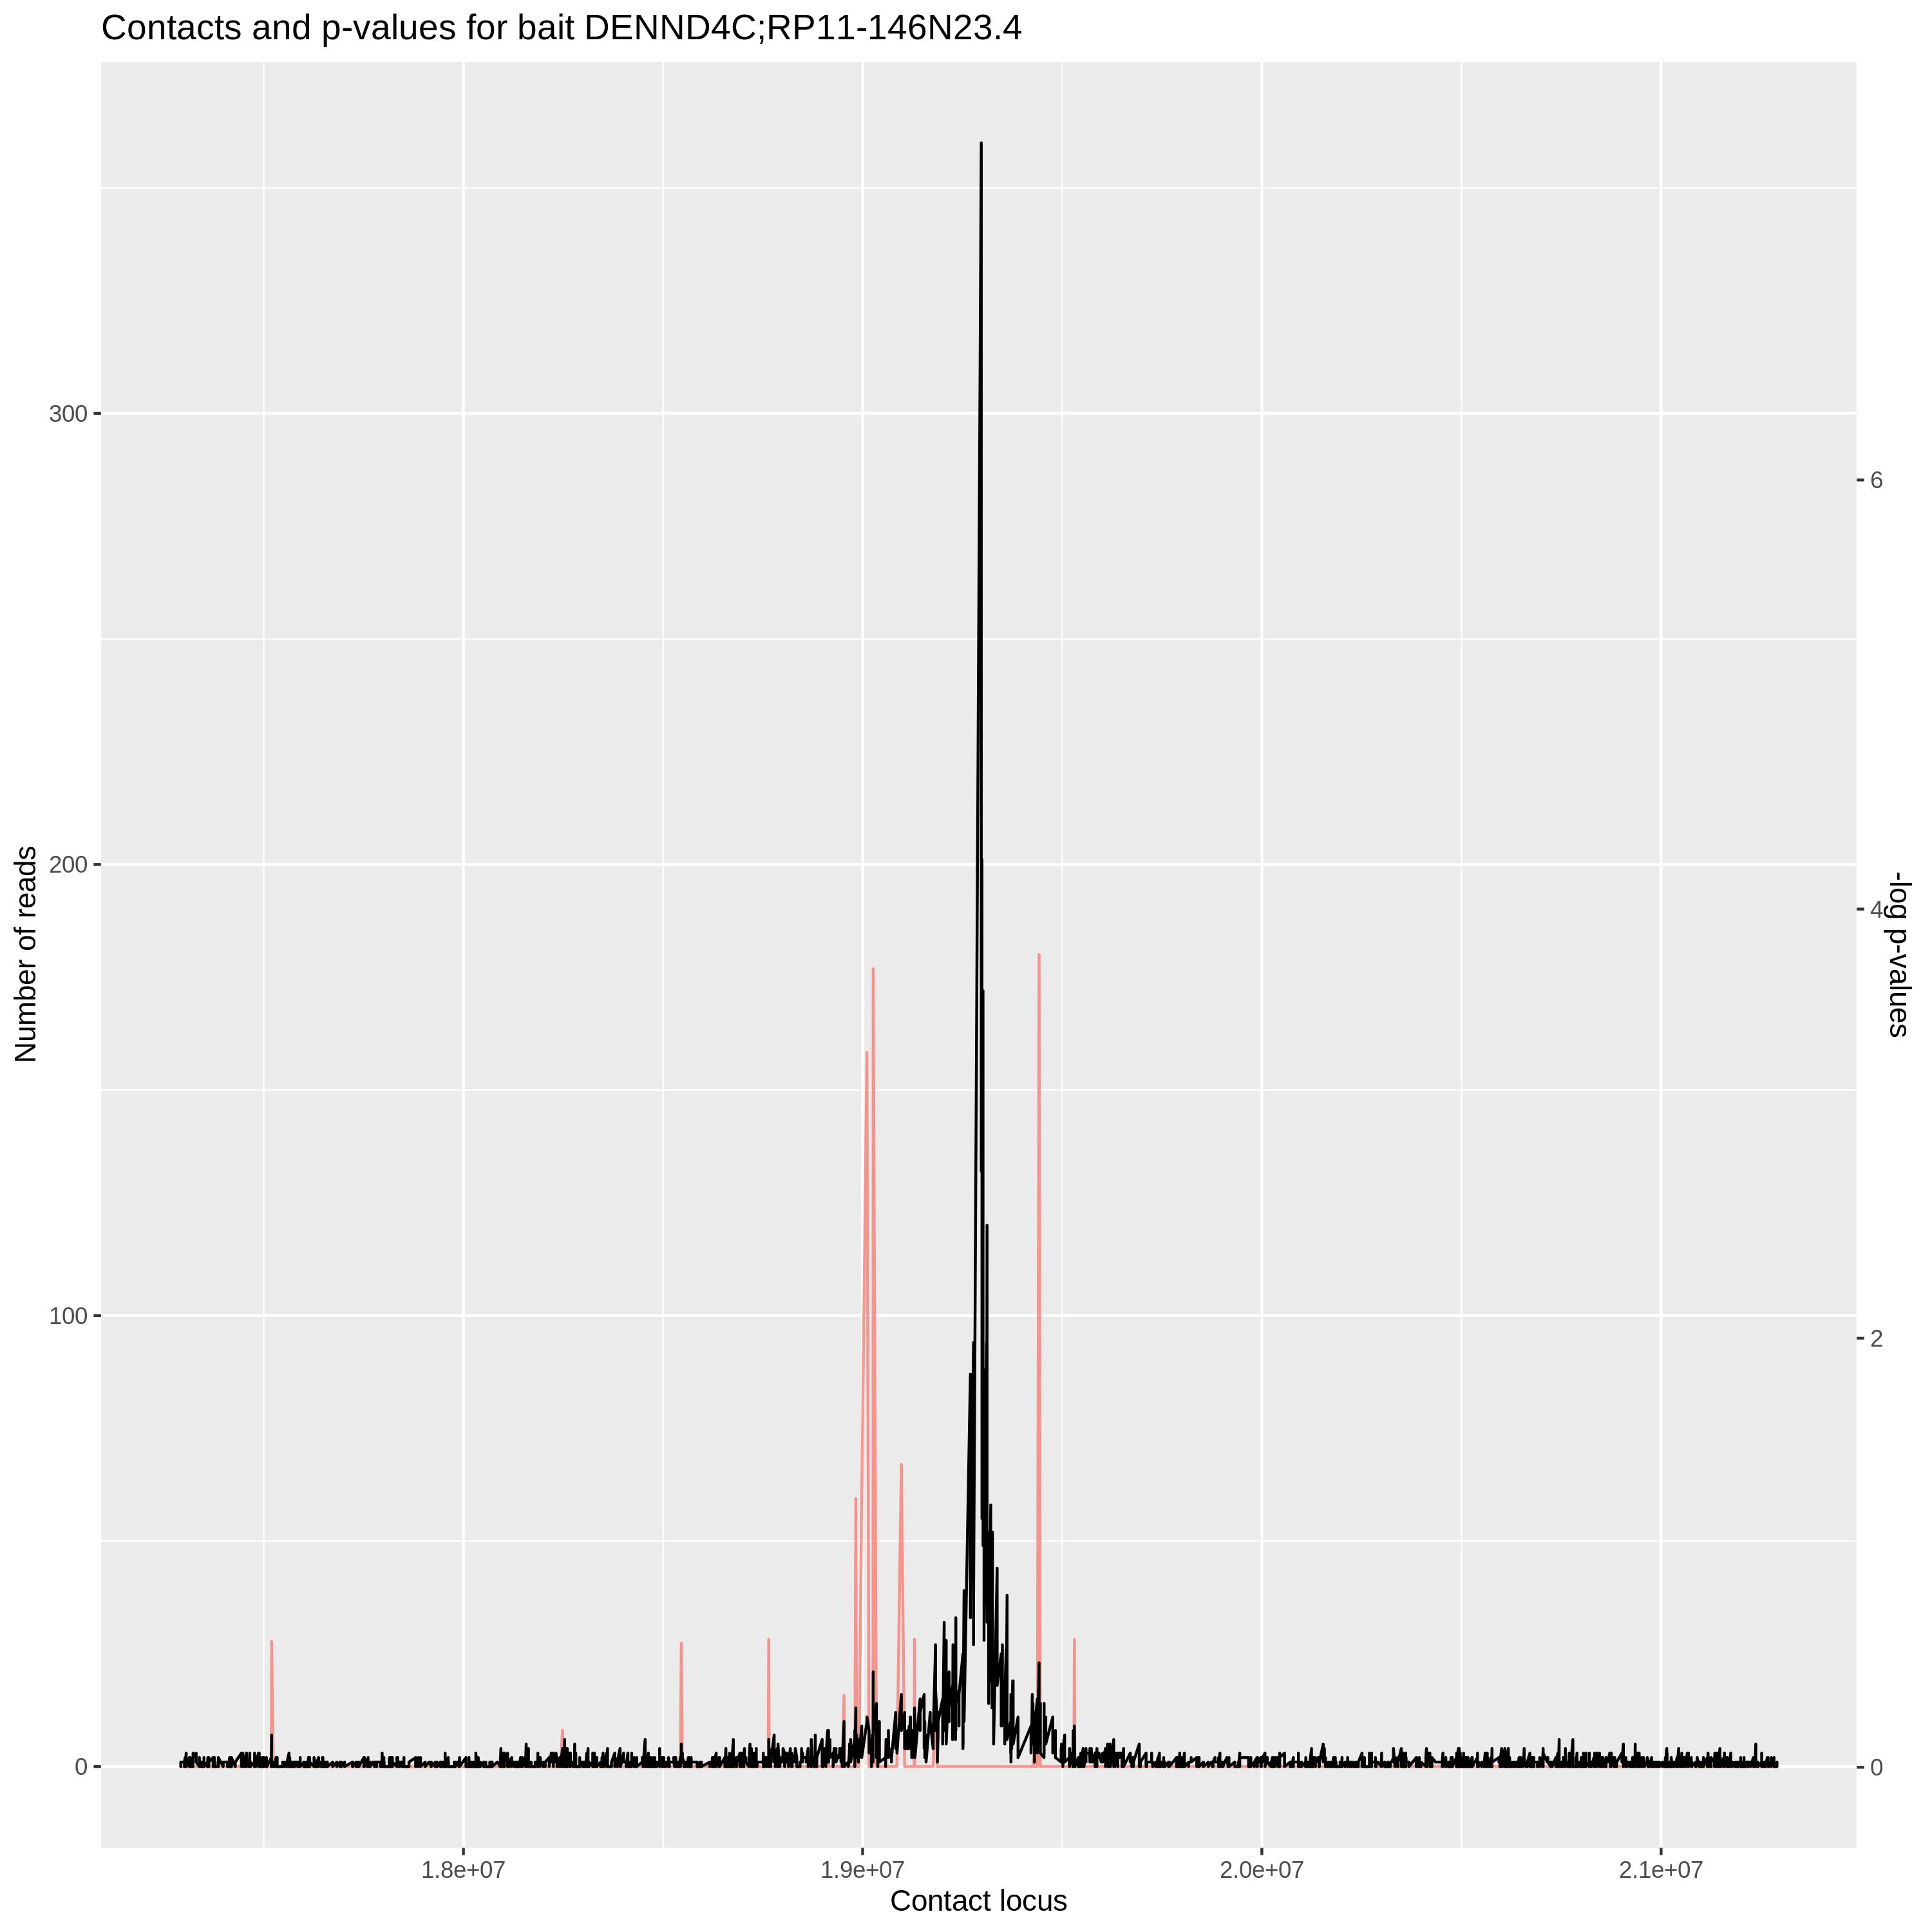 Contacts and p-values for bait DENND4C;RP11-146N23.4
Number of reads
300
200
100
0
6
4
2
0
-log p-values
1.8e+07
1.9e+07
2.0e+07
2.1e+07
Contact locus